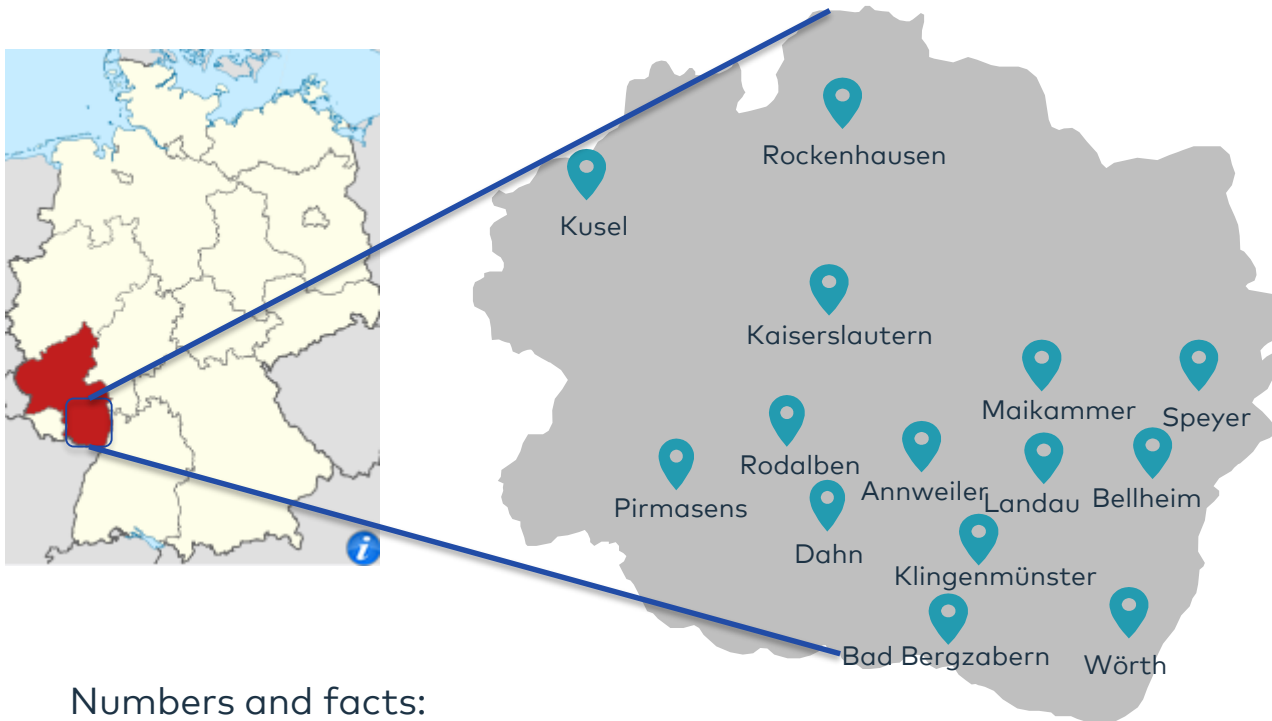 Rockenhausen
Kusel
Kaiserslautern
Maikammer
Speyer
Rodalben
Annweiler
Landau
Bellheim
Pirmasens
Dahn
Klingenmünster
Bad Bergzabern
Wörth
i
Numbers and facts: